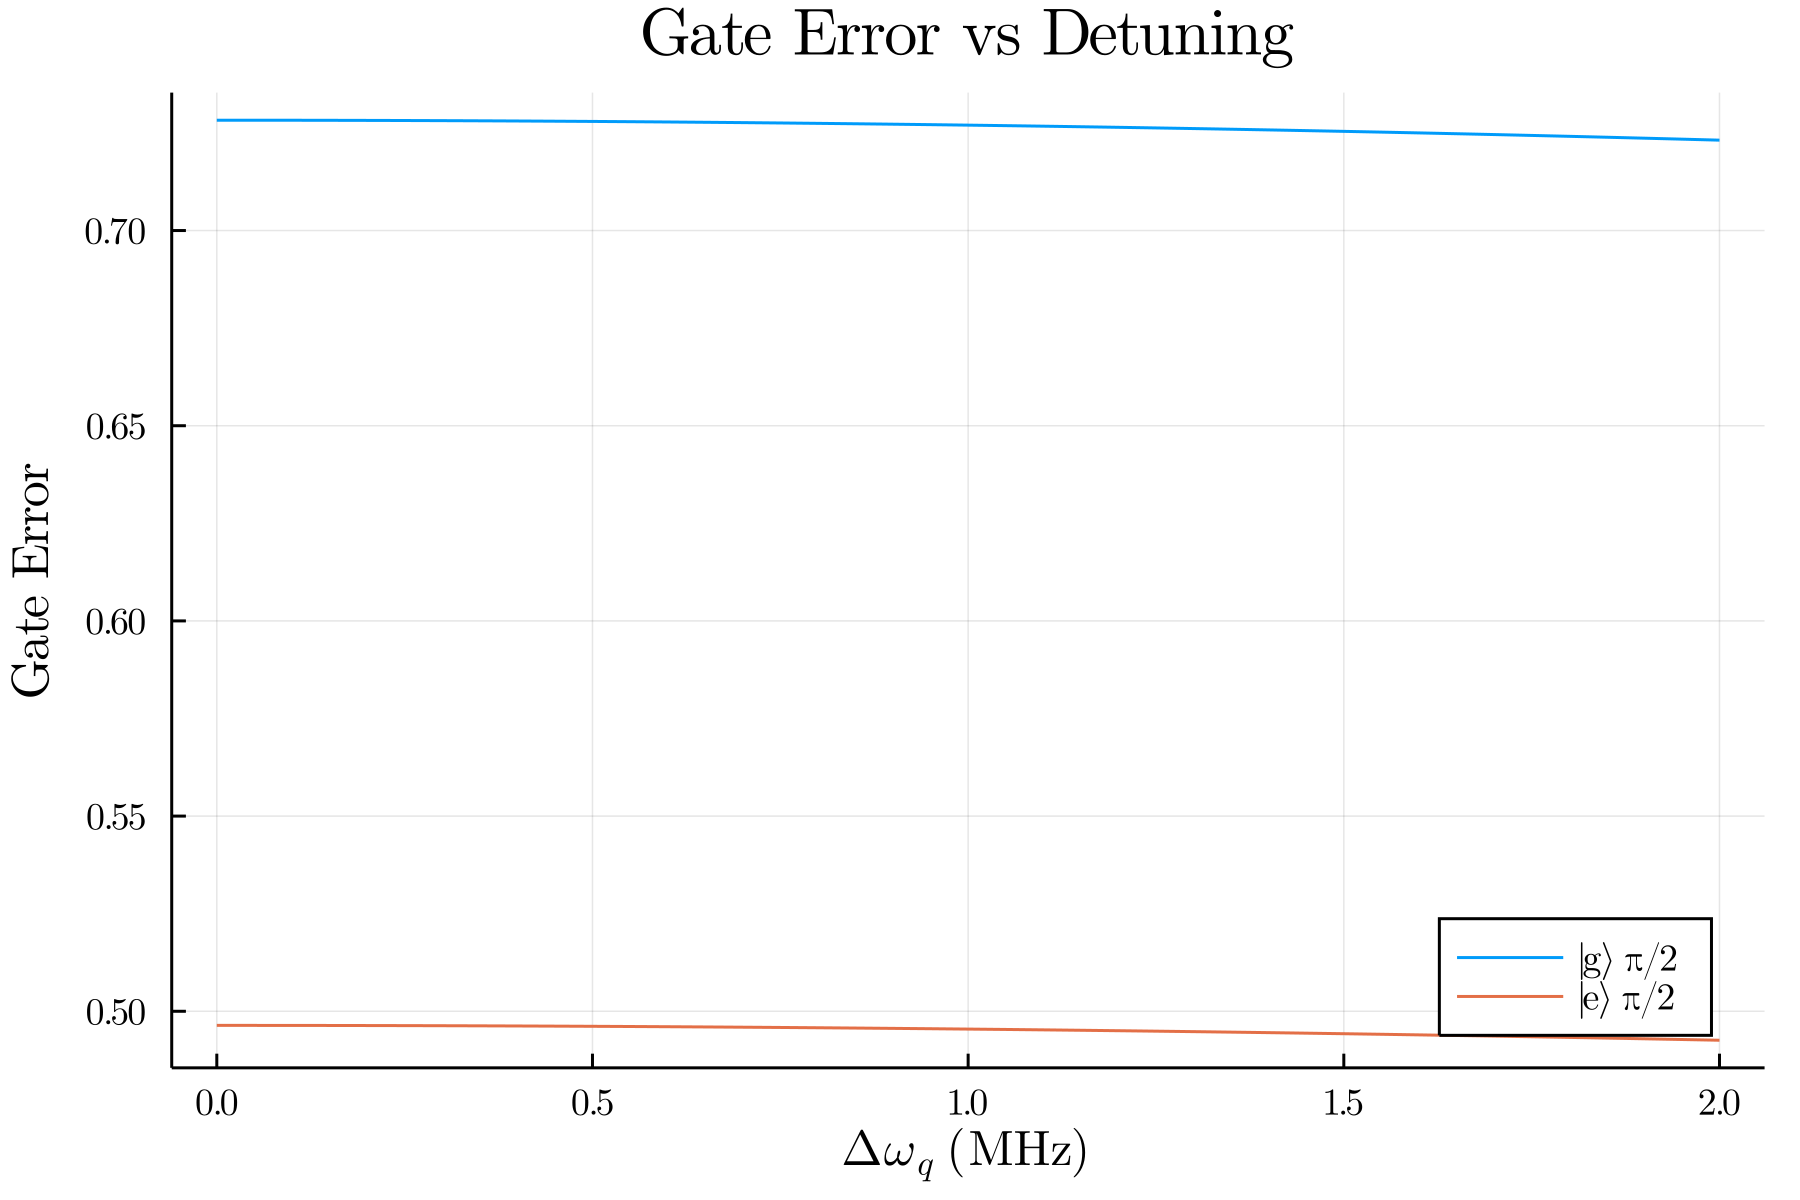 Gate Error vs Detuning
Gate Error
0.70
0.65
0.60
0.55
0.50
|g⟩ π/2
|e⟩ π/2
0.0 0.5 1.0 1.5 2.0
Δω_q (MHz)